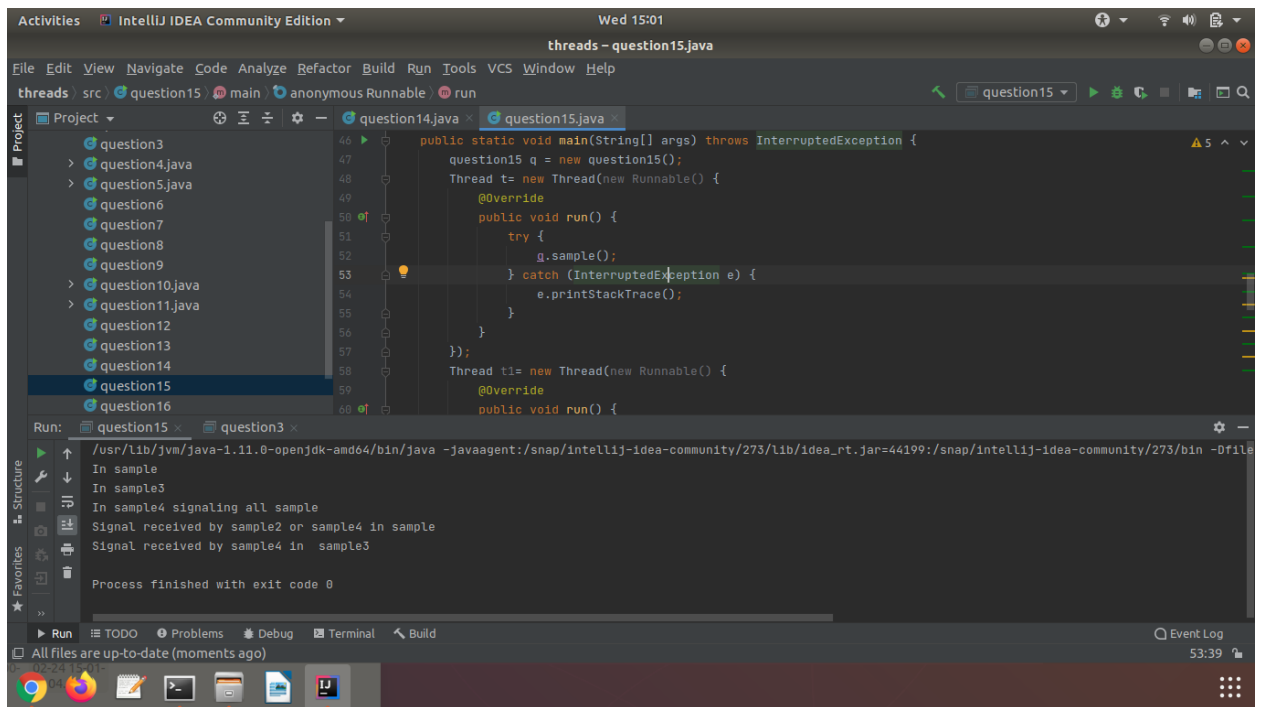 Activities IntelliJ IDEA Community Edition Wed 15:01
threads – question15.java
File Edit View Navigate Code Analyze Refactor Build Run Tools VCS Window Help
threads src question15 main anonymous Runnable run question15
Project question14.java × question15.java ×
Project
question3
question4.java
question5.java
question6
question7
question8
question9
question10.java
question11.java
question12
question13
question14
question15
question16
46 public static void main(String[] args) throws InterruptedException { 5
47 question15 q = new question15();
48 Thread t= new Thread(new Runnable() {
49 @Override
50 public void run() {
51 try {
52 q.sample();
53 } catch (InterruptedException e) {
54 e.printStackTrace();
55 }
56 }
57 });
58 Thread t1= new Thread(new Runnable() {
59 @Override
60 public void run() {
Run: question15 × question3 ×
/usr/lib/jvm/java-1.11.0-openjdk-amd64/bin/java -javaagent:/snap/intellij-idea-community/273/lib/idea_rt.jar=44199:/snap/intellij-idea-community/273/bin -Dfile
In sample
In sample3
In sample4 signaling all sample
Signal received by sample2 or sample4 in sample
Signal received by sample4 in sample3
Process finished with exit code 0
Structure
Favorites
Run TODO Problems Debug Terminal Build Event Log
All files are up-to-date (moments ago) 53:39
02-24 15-01-
04.